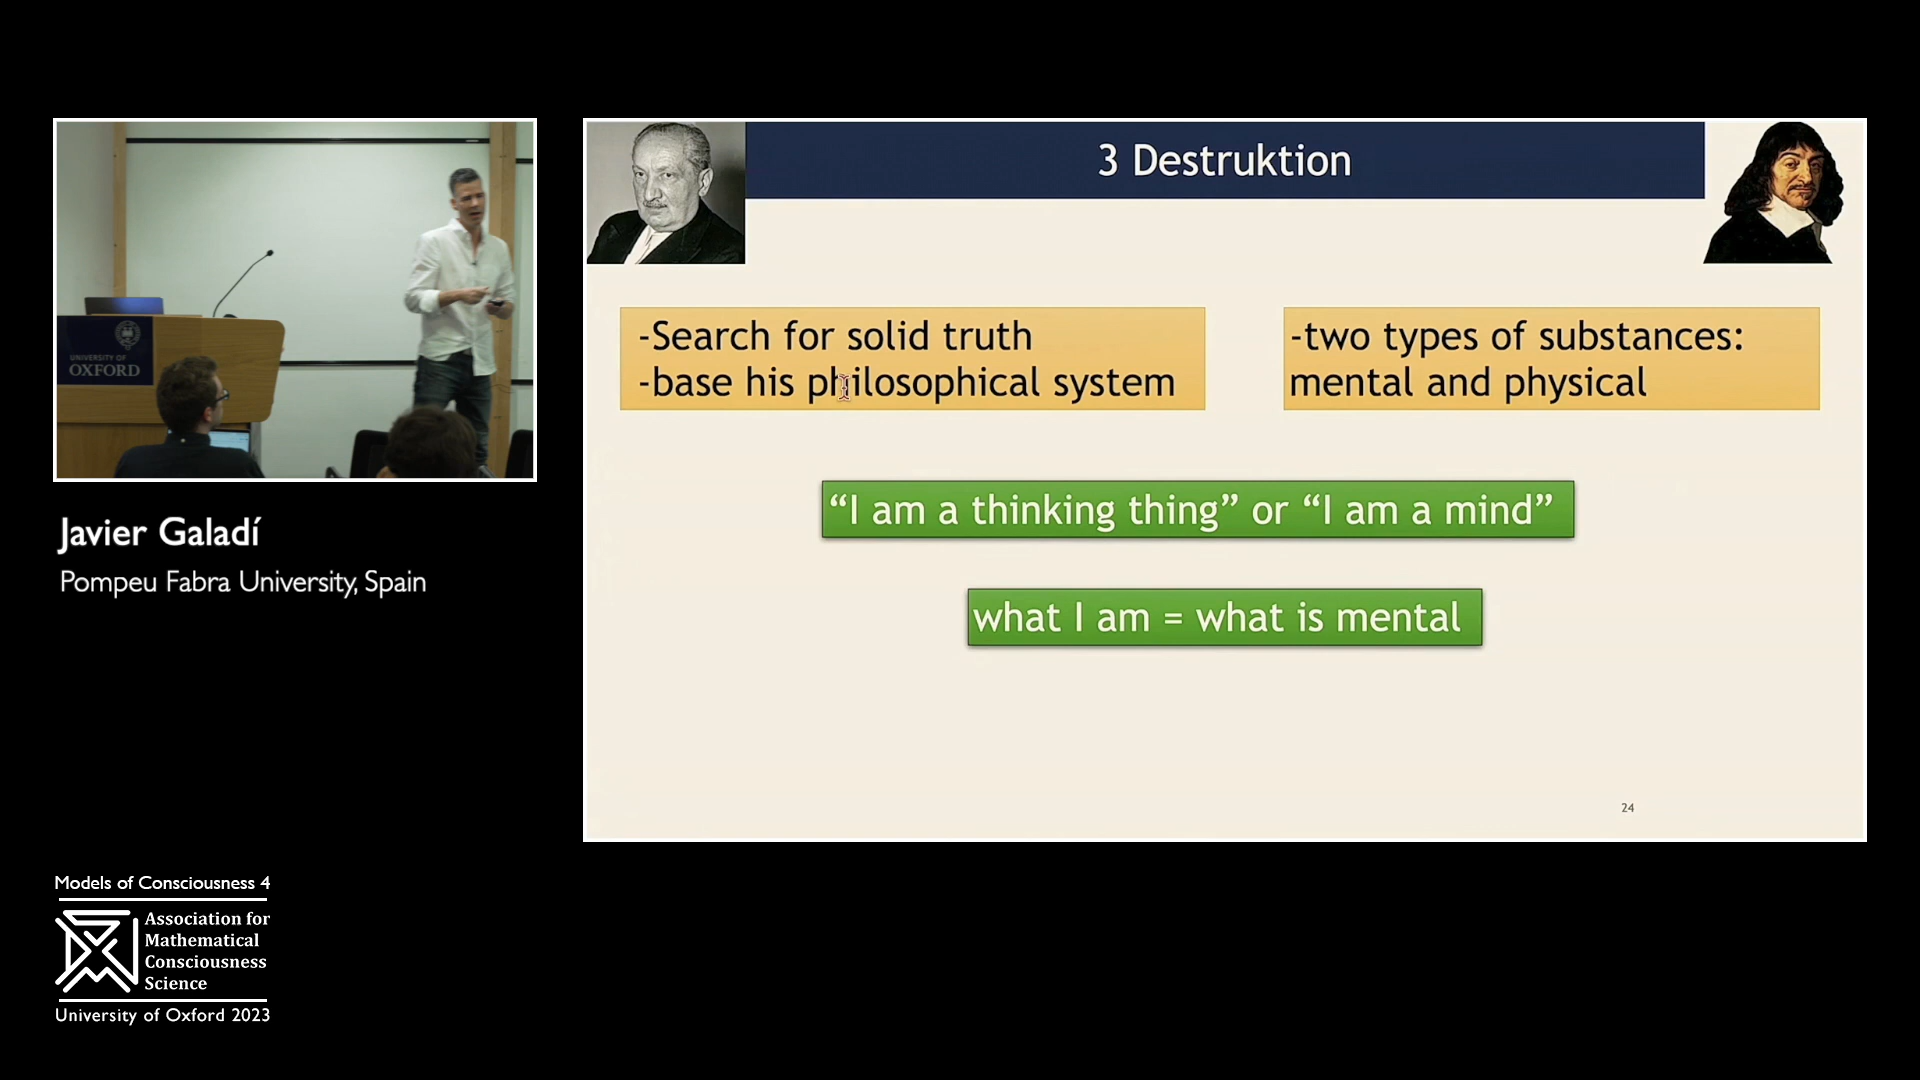 3 Destruktion
-Search for solid truth
-base his philosophical system
-two types of substances:
mental and physical
“I am a thinking thing” or “I am a mind”
what I am = what is mental
24
UNIVERSITY OF
OXFORD
Javier Galadí
Pompeu Fabra University, Spain
Models of Consciousness 4
Association for
Mathematical
Consciousness
Science
University of Oxford 2023